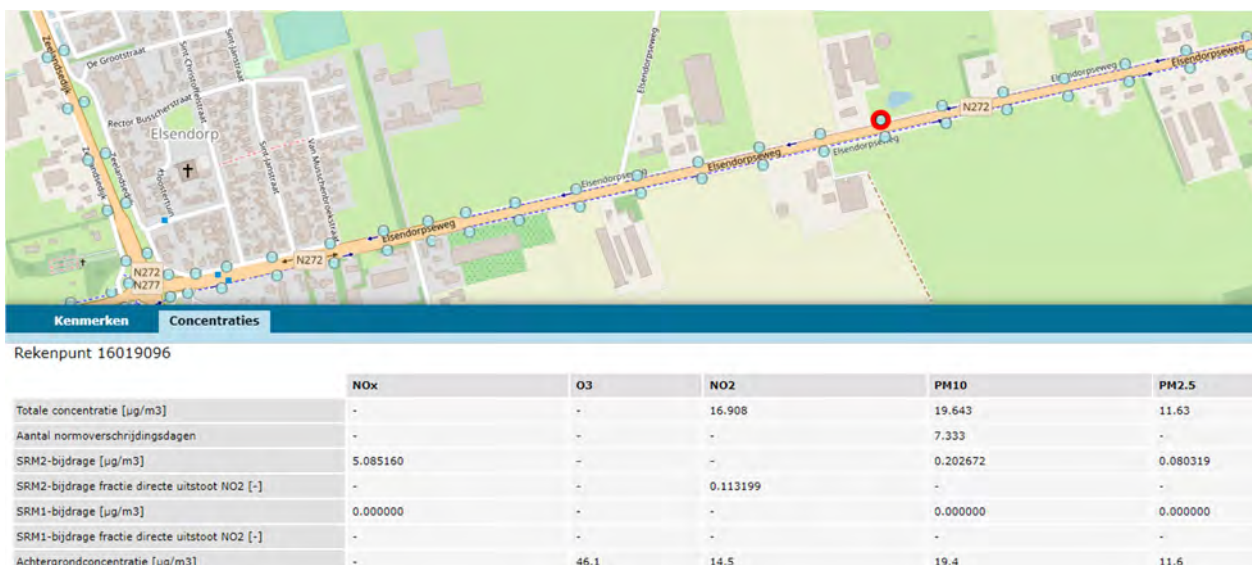 Zeelandsedijk
De Grootstraat
Sint-Christoffelstraat
Sint-Janstraat
Rector Busscherstraat
Elsendorp
Zeelandsedijk
Zeelandsedijk
Kloostertuin
Sint-Janstraat
Van Musschenbroekstraat
Elsendorpseweg
Elsendorpseweg
Elsendorpseweg
N272
Elsendorpseweg
Elsendorpseweg
Elsendorpseweg
Elsendorpseweg
N272
N272
N277
Kenmerken Concentraties
Rekenpunt 16019096
NOx O3 NO2 PM10 PM2.5
Totale concentratie [µg/m3] - - 16.908 19.643 11.63
Aantal normoverschrijdingsdagen - - - 7.333 -
SRM2-bijdrage [µg/m3] 5.085160 - - 0.202672 0.080319
SRM2-bijdrage fractie directe uitstoot NO2 [-] - - 0.113199 - -
SRM1-bijdrage [µg/m3] 0.000000 - - 0.000000 0.000000
SRM1-bijdrage fractie directe uitstoot NO2 [-] - - - - -
Achtergrondconcentratie [µg/m3] - 46.1 14.5 19.4 11.6